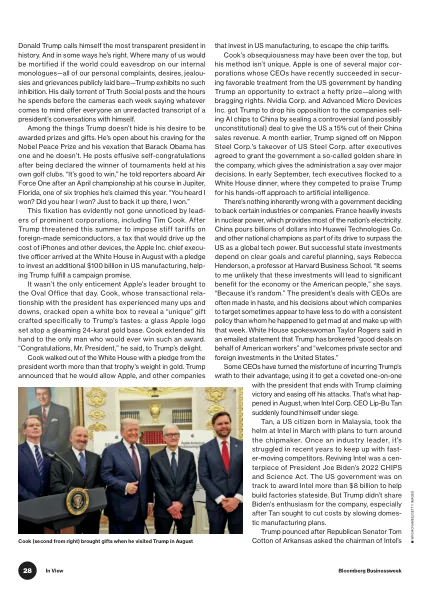 Donald Trump calls himself the most transparent president in
history. And in some ways he's right. Where many of us would
be mortified if the world could eavesdrop on our internal
monologues—all of our personal complaints, desires, jealou-
sies and grievances publicly laid bare—Trump exhibits no such
inhibition. His daily torrent of Truth Social posts and the hours
he spends before the cameras each week saying whatever
comes to mind offer everyone an unredacted transcript of a
president's conversations with himself.
Among the things Trump doesn't hide is his desire to be
awarded prizes and gifts. He's open about his craving for the
Nobel Peace Prize and his vexation that Barack Obama has
one and he doesn't. He posts effusive self-congratulations
after being declared the winner of tournaments held at his
own golf clubs. "It's good to win," he told reporters aboard Air
Force One after an April championship at his course in Jupiter,
Florida, one of six trophies he's claimed this year. "You heard I
won? Did you hear I won? Just to back it up there, I won."
This fixation has evidently not gone unnoticed by lead-
ers of prominent corporations, including Tim Cook. After
Trump threatened this summer to impose stiff tariffs on
foreign-made semiconductors, a tax that would drive up the
cost of iPhones and other devices, the Apple Inc. chief exec-
utive officer arrived at the White House in August with a pledge
to invest an additional $100 billion in US manufacturing, help-
ing Trump fulfill a campaign promise.
It wasn't the only enticement Apple's leader brought to
the Oval Office that day. Cook, whose transactional rela-
tionship with the president has experienced many ups and
downs, cracked open a white box to reveal a "unique" gift
crafted specifically to Trump's tastes: a glass Apple logo
set atop a gleaming 24-karat gold base. Cook extended his
hand to the only man who would ever win such an award.
"Congratulations, Mr. President," he said, to Trump's delight.
Cook walked out of the White House with a pledge from the
president worth more than that trophy's weight in gold. Trump
announced that he would allow Apple, and other companies
Cook (second from right) brought gifts when he visited Trump in August
that invest in US manufacturing, to escape the chip tariffs.
Cook's obsequiousness may have been over the top, but
his method isn't unique. Apple is one of several major cor-
porations whose CEOs have recently succeeded in secur-
ing favorable treatment from the US government by handing
Trump an opportunity to extract a hefty prize—along with
bragging rights. Nvidia Corp. and Advanced Micro Devices
Inc. got Trump to drop his opposition to the companies sell-
ing AI chips to China by sealing a controversial (and possibly
unconstitutional) deal to give the US a 15% cut of their China
sales revenue. A month earlier, Trump signed off on Nippon
Steel Corp.'s takeover of US Steel Corp. after executives
agreed to grant the government a so-called golden share in
the company, which gives the administration a say over major
decisions. In early September, tech executives flocked to a
White House dinner, where they competed to praise Trump
for his hands-off approach to artificial intelligence.
There's nothing inherently wrong with a government deciding
to back certain industries or companies. France heavily invests
in nuclear power, which provides most of the nation's electricity.
China pours billions of dollars into Huawei Technologies Co.
and other national champions as part of its drive to surpass the
US as a global tech power. But successful state investments
depend on clear goals and careful planning, says Rebecca
Henderson, a professor at Harvard Business School. "It seems
to me unlikely that these investments will lead to significant
benefit for the economy or the American people," she says.
"Because it's random." The president's deals with CEOs are
often made in haste, and his decisions about which companies
to target sometimes appear to have less to do with a consistent
policy than whom he happened to get mad at and make up with
that week. White House spokeswoman Taylor Rogers said in
an emailed statement that Trump has brokered "good deals on
behalf of American workers" and "welcomes private sector and
foreign investments in the United States."
Some CEOs have turned the misfortune of incurring Trump's
wrath to their advantage, using it to get a coveted one-on-one
with the president that ends with Trump claiming
victory and easing off his attacks. That's what hap-
pened in August, when Intel Corp. CEO Lip-Bu Tan
suddenly found himself under siege.
Tan, a US citizen born in Malaysia, took the
helm at Intel in March with plans to turn around
the chipmaker. Once an industry leader, it's
struggled in recent years to keep up with fast-
er-moving competitors. Reviving Intel was a cen-
terpiece of President Joe Biden's 2022 CHIPS
and Science Act. The US government was on
track to award Intel more than $8 billion to help
build factories stateside. But Trump didn't share
Biden's enthusiasm for the company, especially
after Tan sought to cut costs by slowing domes-
tic manufacturing plans.
Trump pounced after Republican Senator Tom
Cotton of Arkansas asked the chairman of Intel's
28
In View
Bloomberg Businessweek